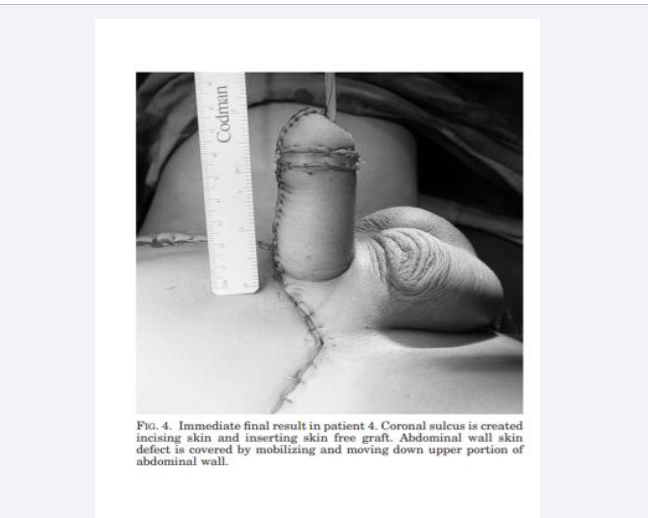 Codman
FIG. 4. Immediate final result in patient 4. Coronal sulcus is created
incising skin and inserting skin free graft. Abdominal wall skin
defect is covered by mobilizing and moving down upper portion of
abdominal wall.